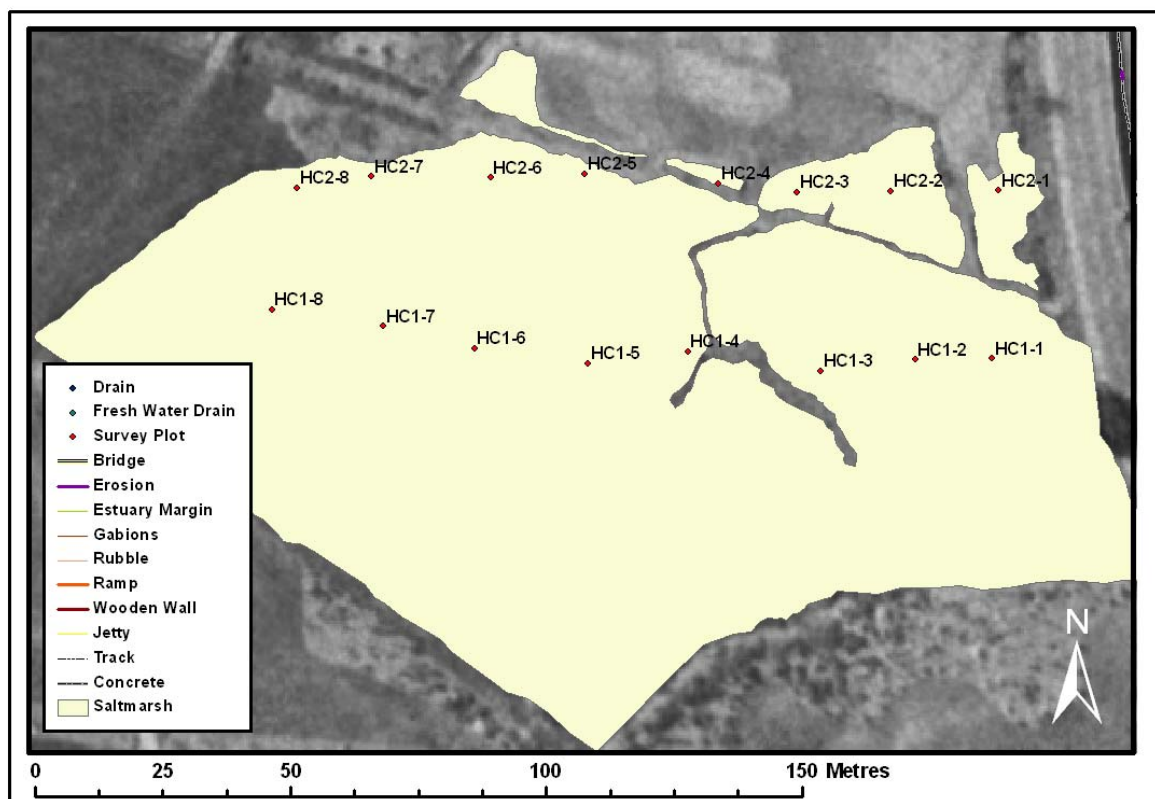 HC2-8
HC2-7
HC2-6
HC2-5
HC2-4
HC2-3
HC2-2
HC2-1
HC1-8
HC1-7
HC1-6
HC1-5
HC1-4
HC1-3
HC1-2
HC1-1
Drain
Fresh Water Drain
Survey Plot
Bridge
Erosion
Estuary Margin
Gabions
Rubble
Ramp
Wooden Wall
Jetty
Track
Concrete
Saltmarsh
N
0 25 50 100 150 Metres